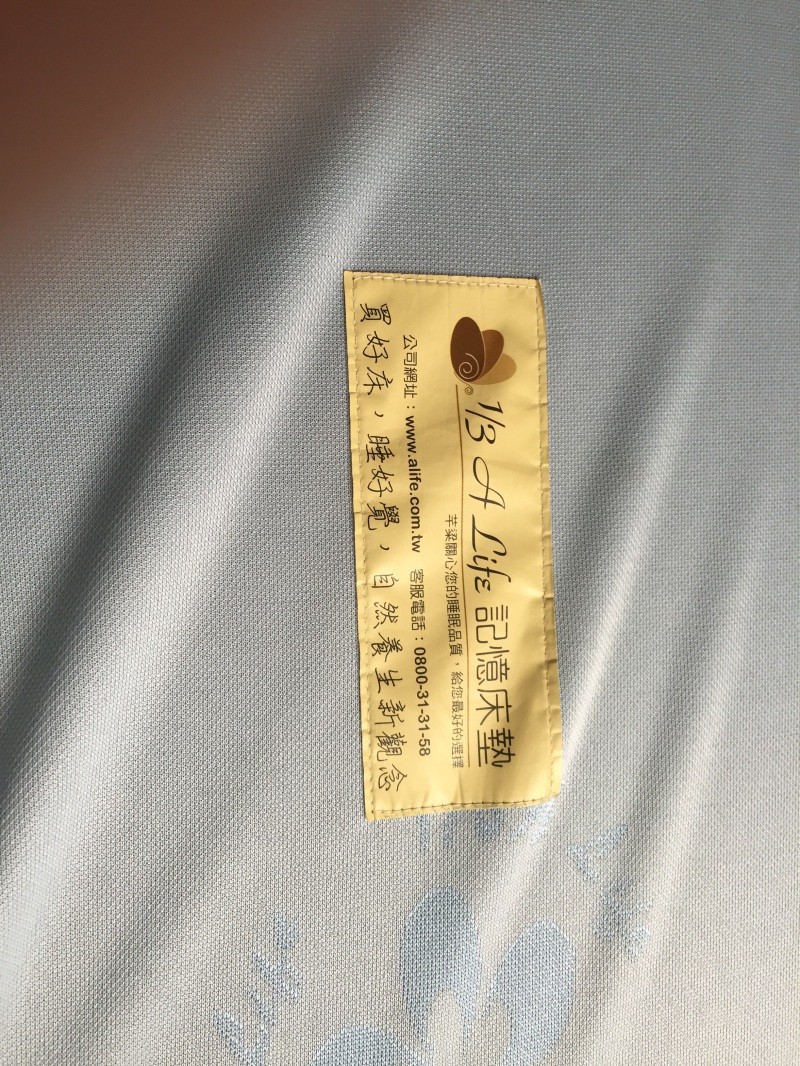 1/3 A Life 記憶床墊
芊梁關心您的睡眠品質，給您最好的選擇
公司網址：www.alife.com.tw 客服電話：0800-31-31-58
買好床，睡好覺，自然養生新觀念
Life